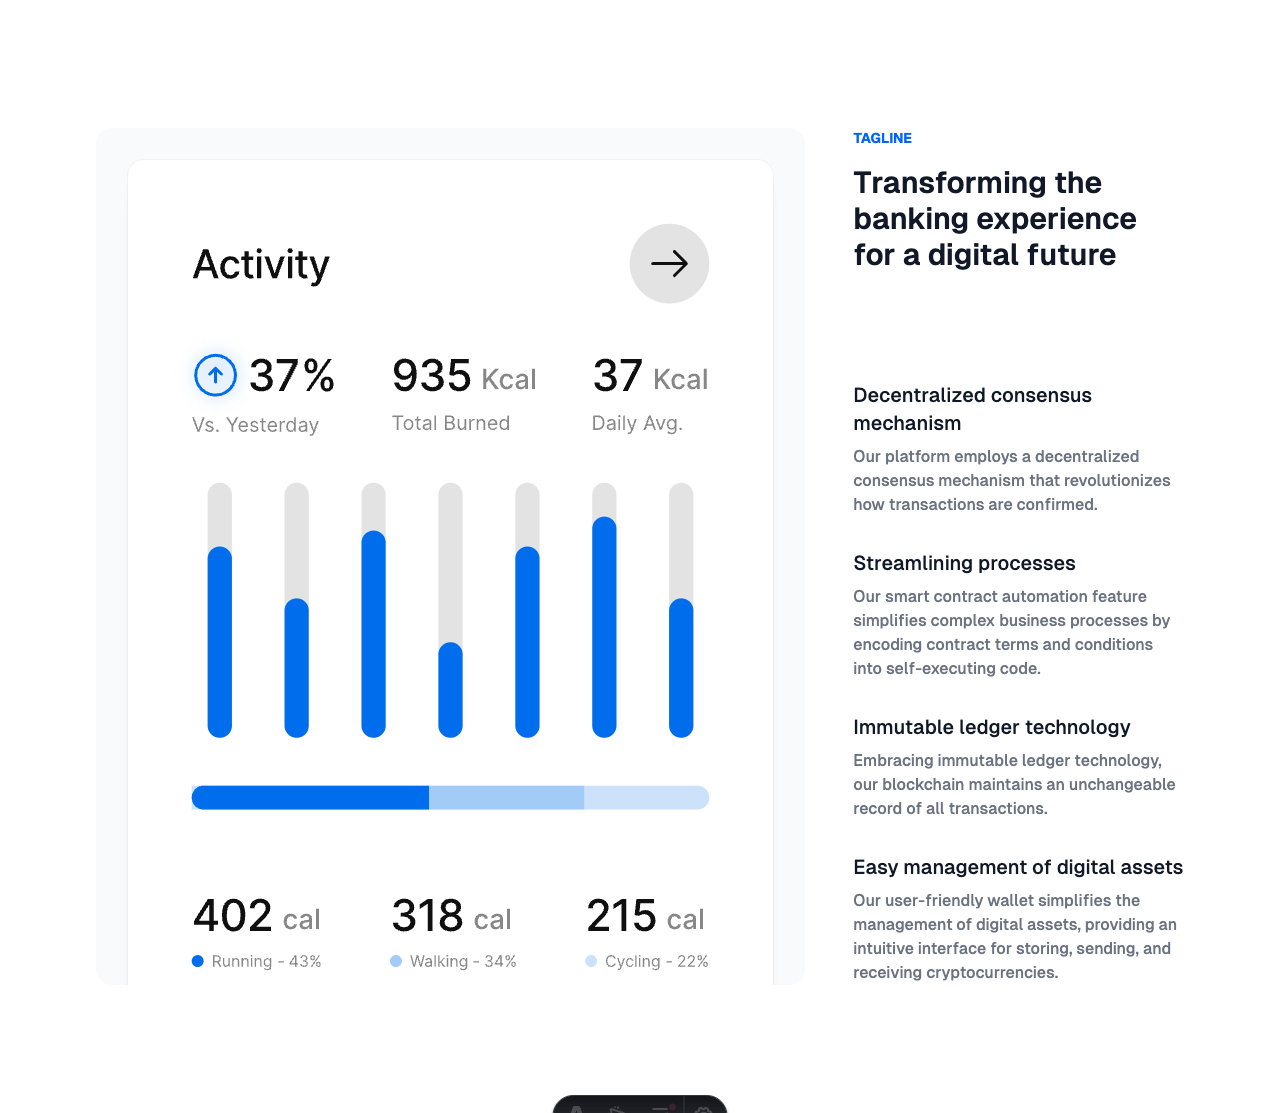 Activity
37% 935 Kcal 37 Kcal
Vs. Yesterday Total Burned Daily Avg.
402 cal 318 cal 215 cal
Running - 43% Walking - 34% Cycling - 22%
TAGLINE
Transforming the
banking experience
for a digital future
Decentralized consensus
mechanism
Our platform employs a decentralized
consensus mechanism that revolutionizes
how transactions are confirmed.
Streamlining processes
Our smart contract automation feature
simplifies complex business processes by
encoding contract terms and conditions
into self-executing code.
Immutable ledger technology
Embracing immutable ledger technology,
our blockchain maintains an unchangeable
record of all transactions.
Easy management of digital assets
Our user-friendly wallet simplifies the
management of digital assets, providing an
intuitive interface for storing, sending, and
receiving cryptocurrencies.